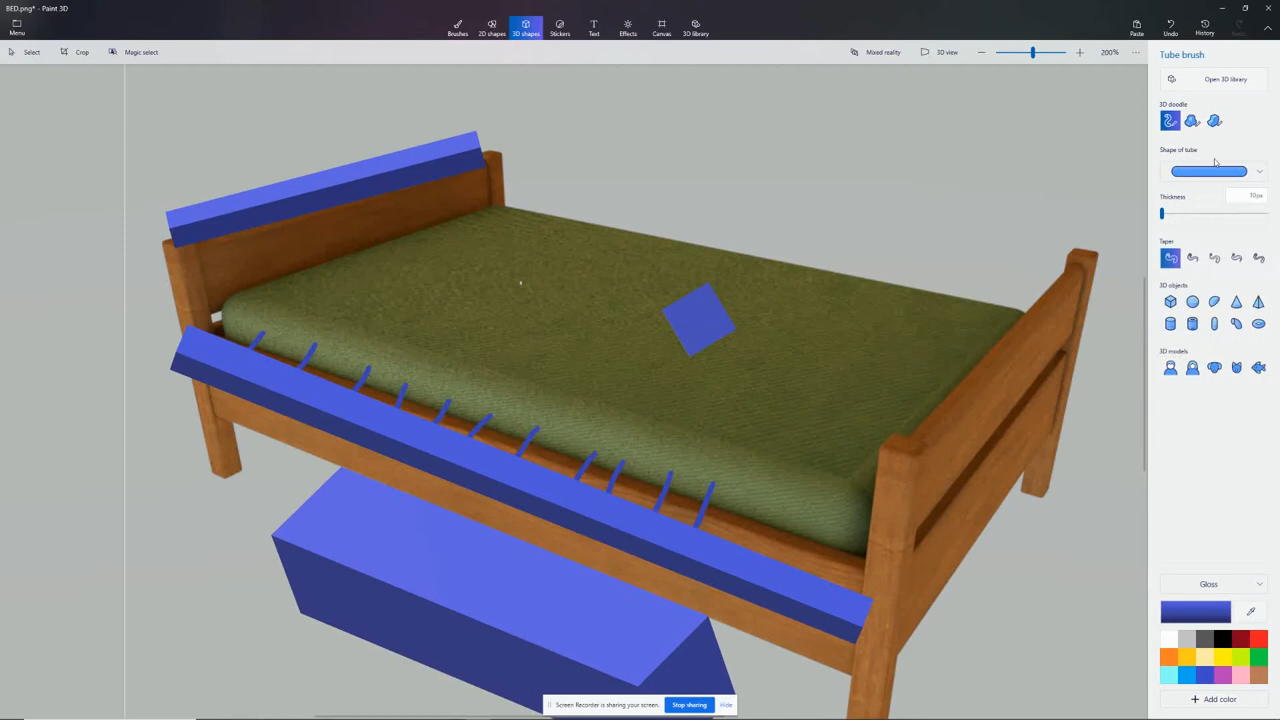 BED.png* - Paint 3D
Menu
Brushes
2D shapes
3D shapes
Stickers
Text
Effects
Canvas
3D library
Paste
Undo
History
Select
Crop
Magic select
Mixed reality
3D view
200%
Tube brush
Open 3D library
3D doodle
Shape of tube
Thickness
10px
Taper
3D objects
3D models
Gloss
Add color
Screen Recorder is sharing your screen.
Stop sharing
Hide